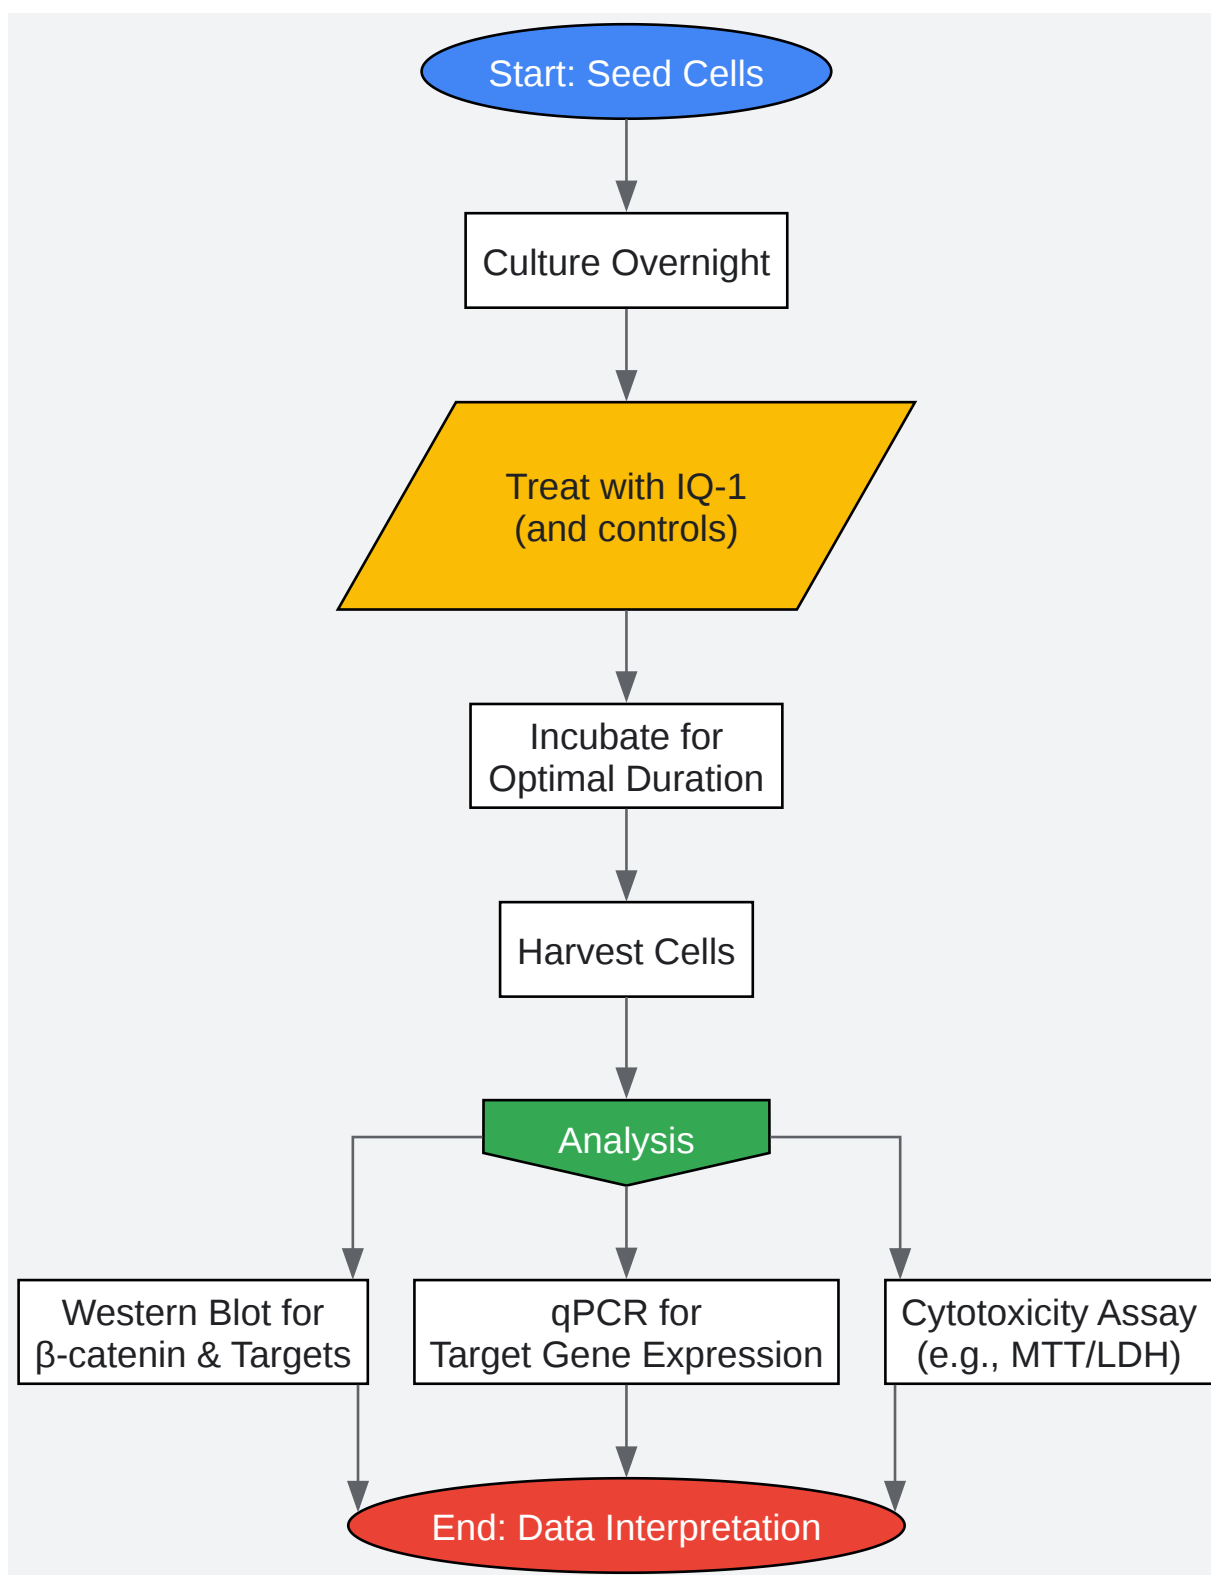 Start: Seed Cells
Culture Overnight
Treat with IQ-1
(and controls)
Incubate for
Optimal Duration
Harvest Cells
Analysis
Western Blot for
β-catenin & Targets
qPCR for
Target Gene Expression
Cytotoxicity Assay
(e.g., MTT/LDH)
End: Data Interpretation